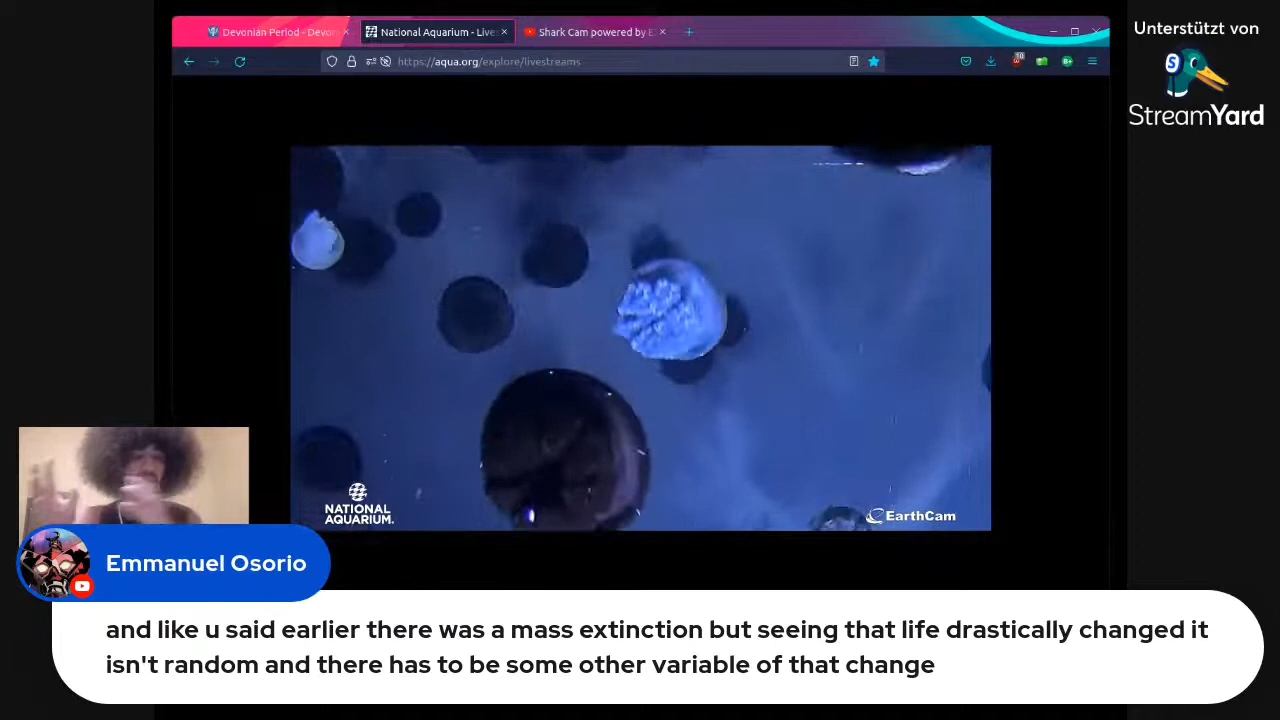 Devonian Period - Devon
National Aquarium - Live
Shark Cam powered by E
Unterstützt von
StreamYard
https://aqua.org/explore/livestreams
NATIONAL
AQUARIUM.
EarthCam
Emmanuel Osorio
and like u said earlier there was a mass extinction but seeing that life drastically changed it
isn't random and there has to be some other variable of that change